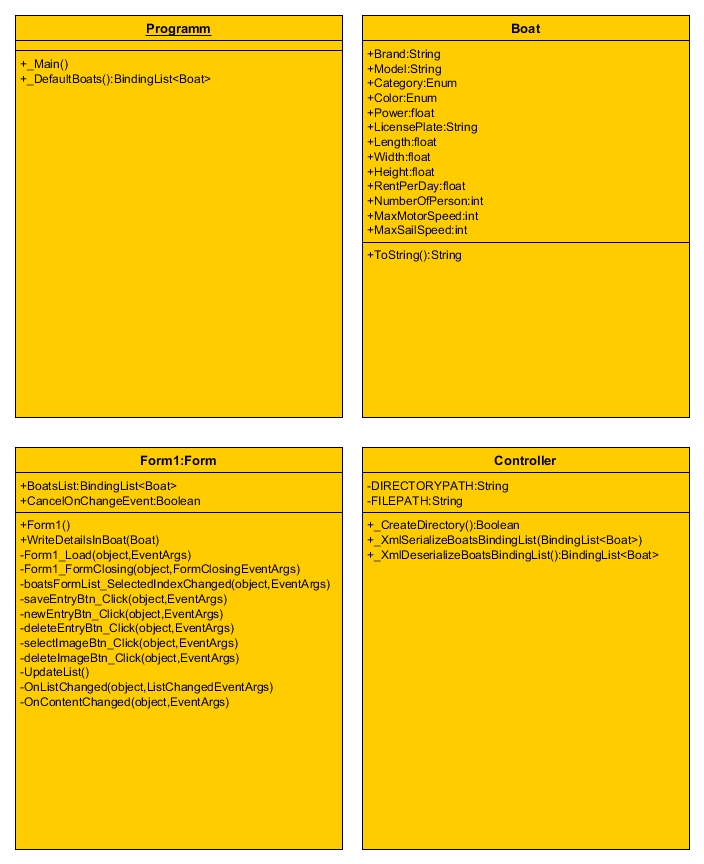 Programm
+_Main()
+_DefaultBoats():BindingList<Boat>
Boat
+Brand:String
+Model:String
+Category:Enum
+Color:Enum
+Power:float
+LicensePlate:String
+Length:float
+Width:float
+Height:float
+RentPerDay:float
+NumberOfPerson:int
+MaxMotorSpeed:int
+MaxSailSpeed:int
+ToString():String
Form1:Form
+BoatsList:BindingList<Boat>
+CancelOnChangeEvent:Boolean
+Form1()
+WriteDetailsInBoat(Boat)
-Form1_Load(object,EventArgs)
-Form1_FormClosing(object,FormClosingEventArgs)
-boatsFormList_SelectedIndexChanged(object,EventArgs)
-saveEntryBtn_Click(object,EventArgs)
-newEntryBtn_Click(object,EventArgs)
-deleteEntryBtn_Click(object,EventArgs)
-selectImageBtn_Click(object,EventArgs)
-deleteImageBtn_Click(object,EventArgs)
-UpdateList()
-OnListChanged(object,ListChangedEventArgs)
-OnContentChanged(object,EventArgs)
Controller
-DIRECTORYPATH:String
-FILEPATH:String
+_CreateDirectory():Boolean
+_XmlSerializeBoatsBindingList(BindingList<Boat>)
+_XmlDeserializeBoatsBindingList():BindingList<Boat>